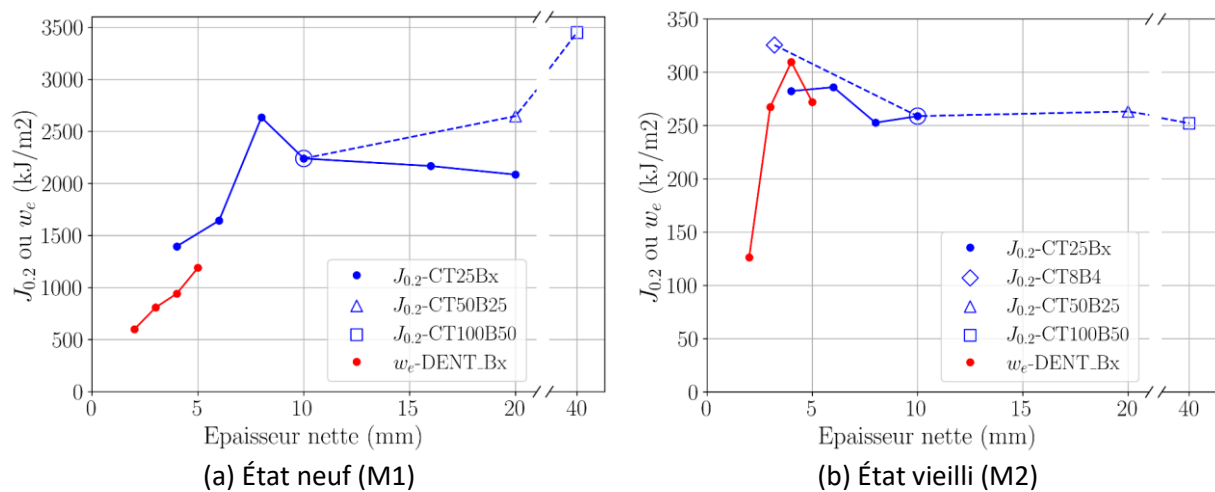 3500
3000
2500
2000
1500
1000
500
0
J0.2 ou we (kJ/m2)
0 5 10 15 20 40
Epaisseur nette (mm)
J0.2-CT25Bx
J0.2-CT50B25
J0.2-CT100B50
we-DENT_Bx
(a) État neuf (M1)
350
300
250
200
150
100
50
0
J0.2 ou we (kJ/m2)
0 5 10 15 20 40
Epaisseur nette (mm)
J0.2-CT25Bx
J0.2-CT8B4
J0.2-CT50B25
J0.2-CT100B50
we-DENT_Bx
(b) État vieilli (M2)